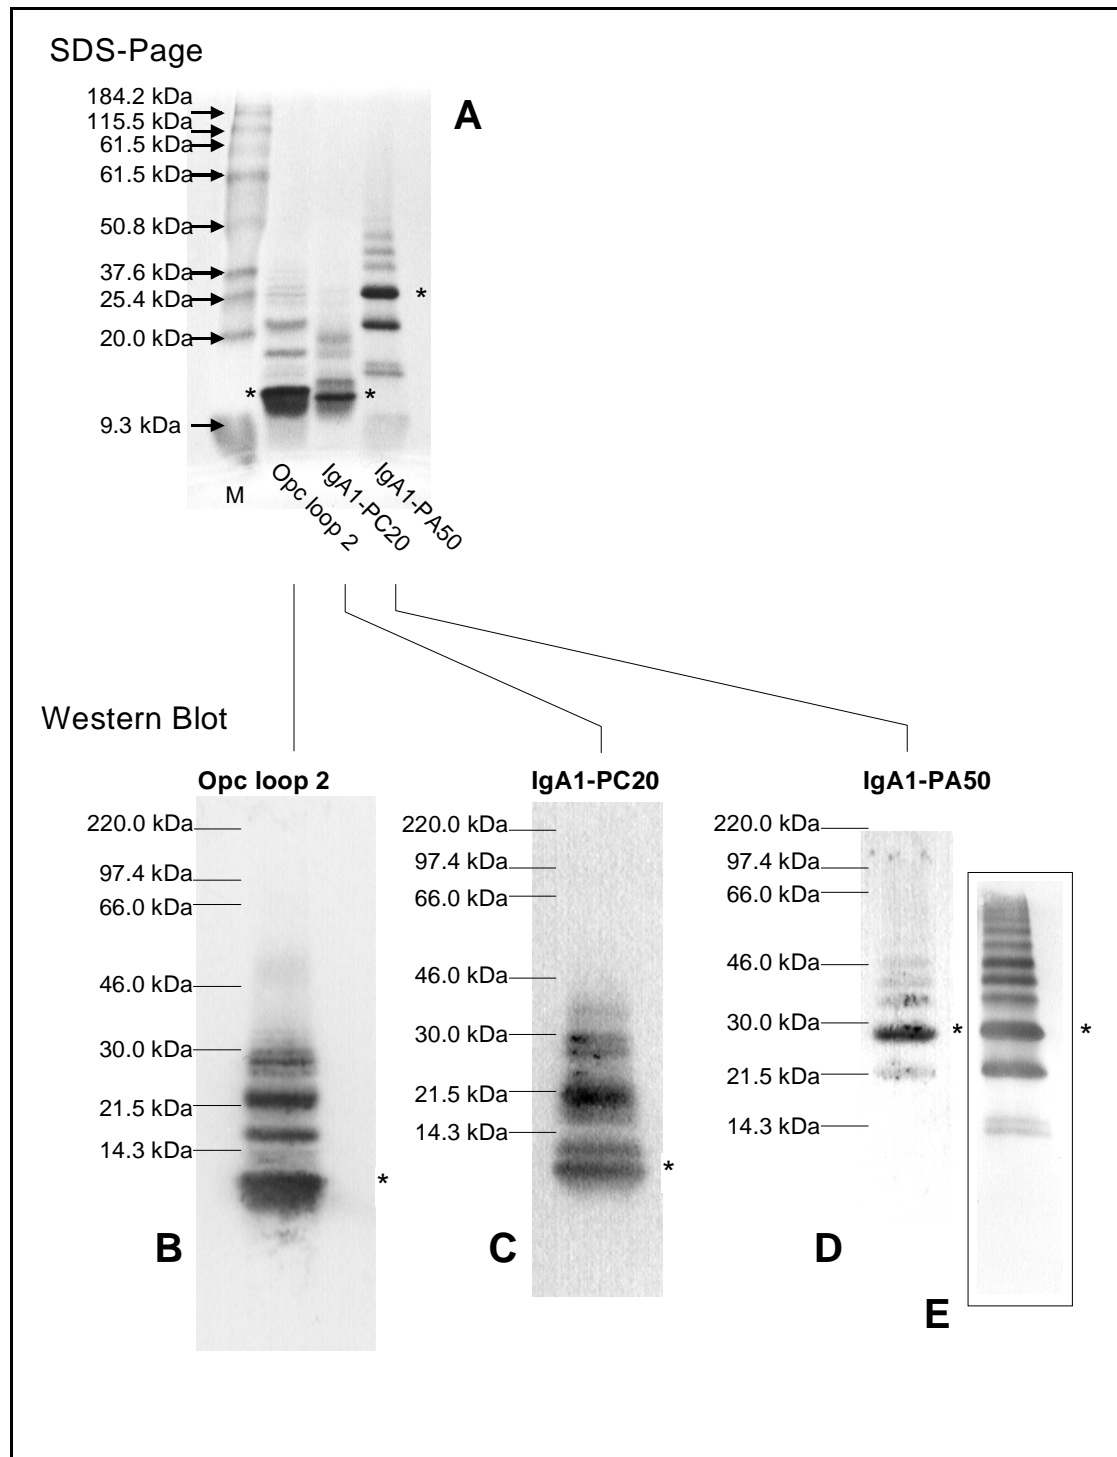 SDS-Page
A
184.2 kDa
115.5 kDa
61.5 kDa
61.5 kDa
50.8 kDa
37.6 kDa
25.4 kDa
20.0 kDa
9.3 kDa
*
*
*
M
Opc loop 2
IgA1-PC20
IgA1-PA50
Western Blot
Opc loop 2
220.0 kDa
97.4 kDa
66.0 kDa
46.0 kDa
30.0 kDa
21.5 kDa
14.3 kDa
*
B
IgA1-PC20
220.0 kDa
97.4 kDa
66.0 kDa
46.0 kDa
30.0 kDa
21.5 kDa
14.3 kDa
*
C
IgA1-PA50
220.0 kDa
97.4 kDa
66.0 kDa
46.0 kDa
30.0 kDa
21.5 kDa
14.3 kDa
*
*
D
E